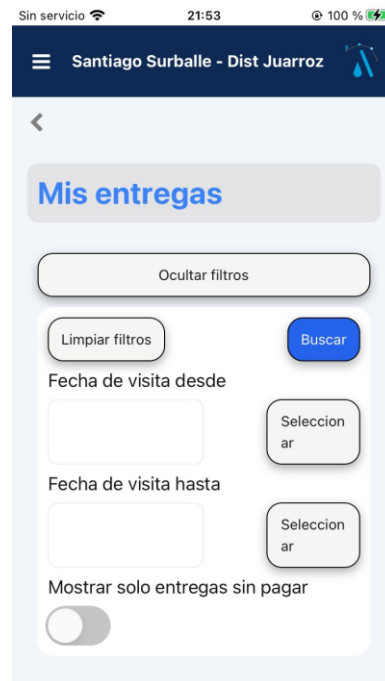 Sin servicio 21:53 100 %
Santiago Surballe - Dist Juarroz
Mis entregas
Ocultar filtros
Limpiar filtros Buscar
Fecha de visita desde
Seleccion
ar
Fecha de visita hasta
Seleccion
ar
Mostrar solo entregas sin pagar